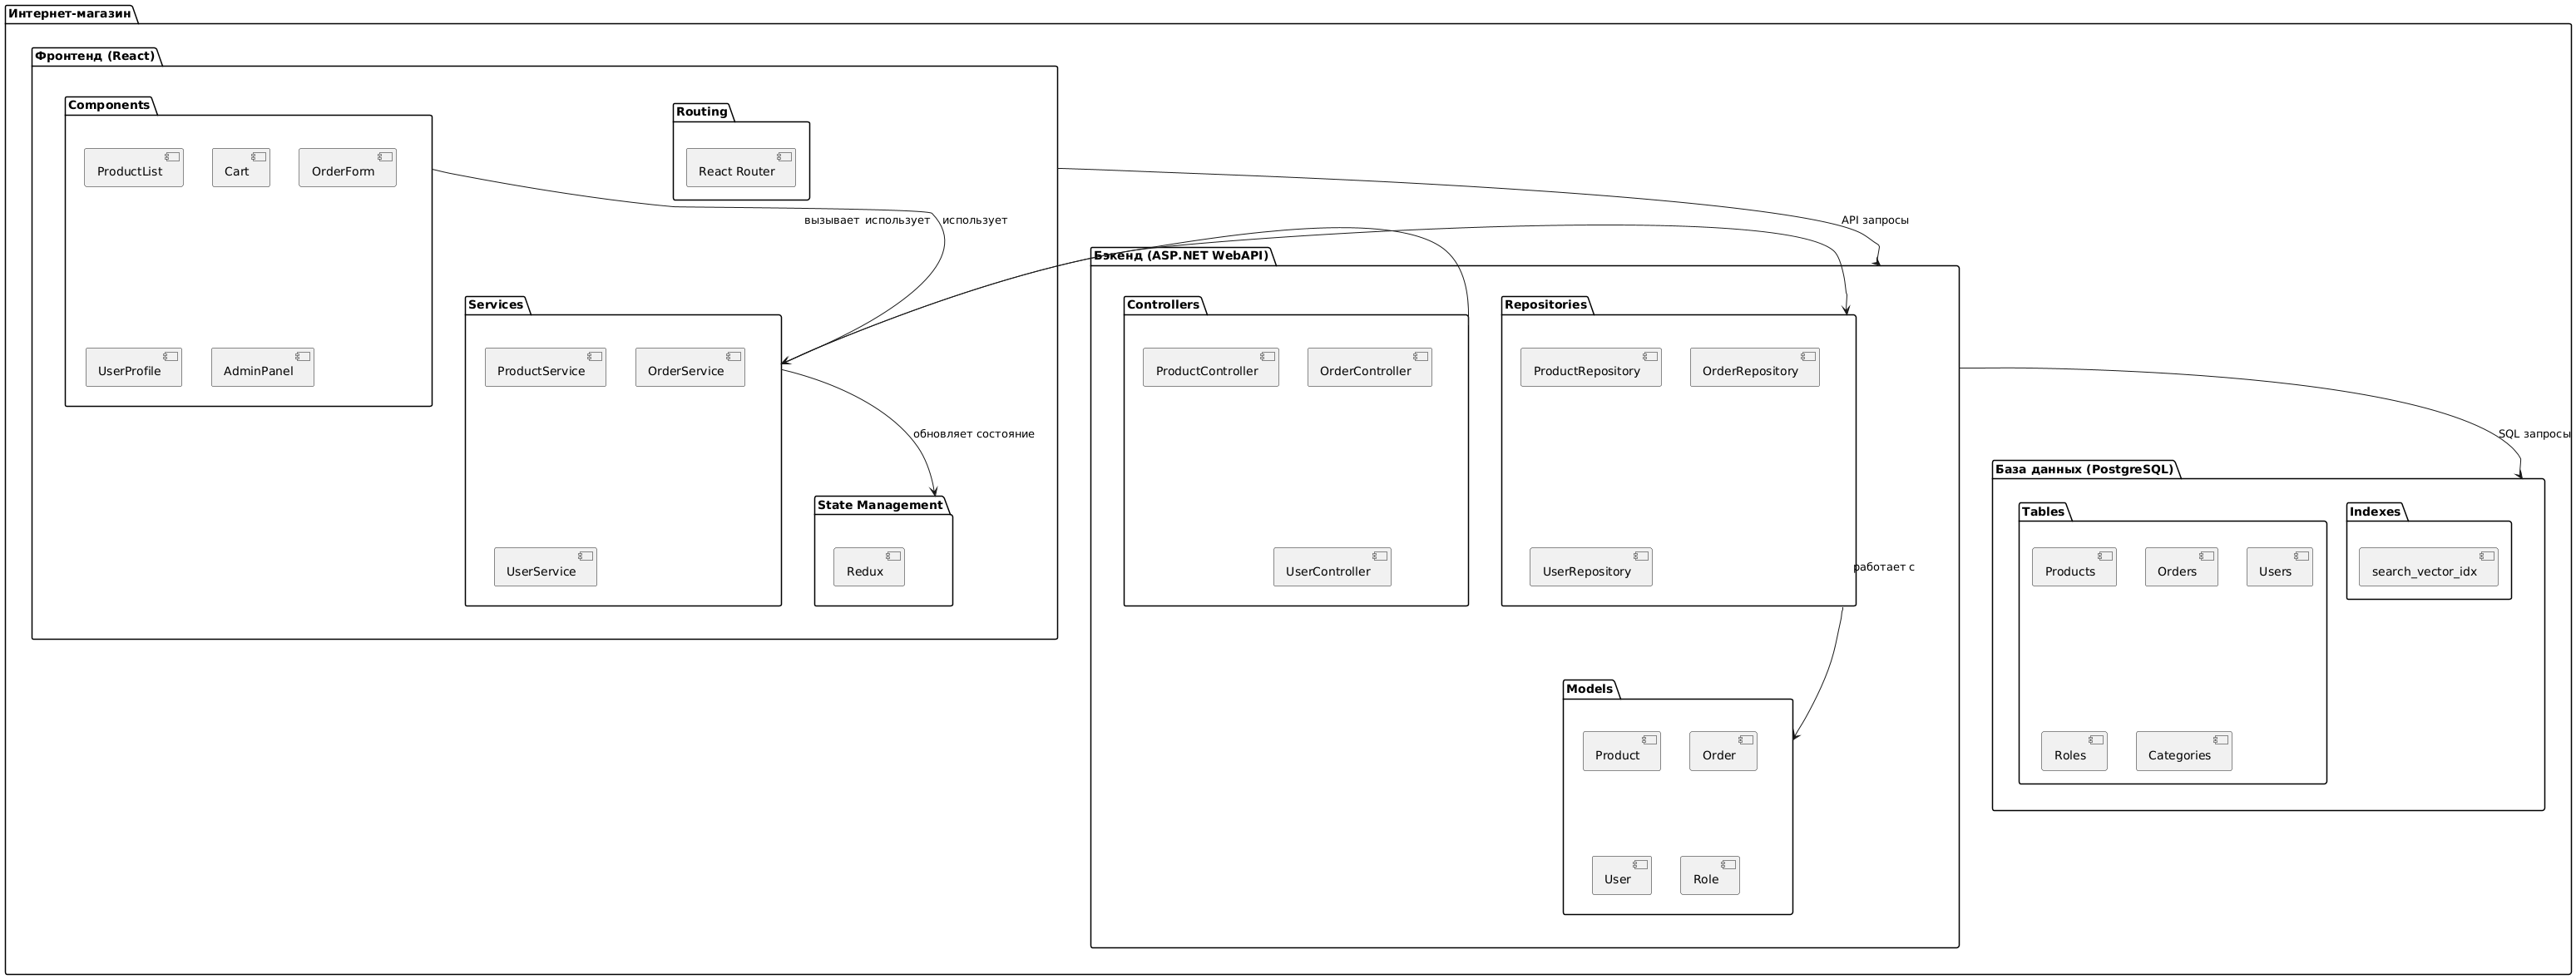 Интернет-магазин
Фронтенд (React)
Components
ProductList
Cart
OrderForm
UserProfile
AdminPanel
Routing
React Router
вызывает
использует
использует
Services
ProductService
OrderService
UserService
обновляет состояние
State Management
Redux
API запросы
Бэкенд (ASP.NET WebAPI)
Controllers
ProductController
OrderController
UserController
Repositories
ProductRepository
OrderRepository
UserRepository
работает с
Models
Product
Order
User
Role
SQL запросы
База данных (PostgreSQL)
Tables
Products
Orders
Users
Roles
Categories
Indexes
search_vector_idx